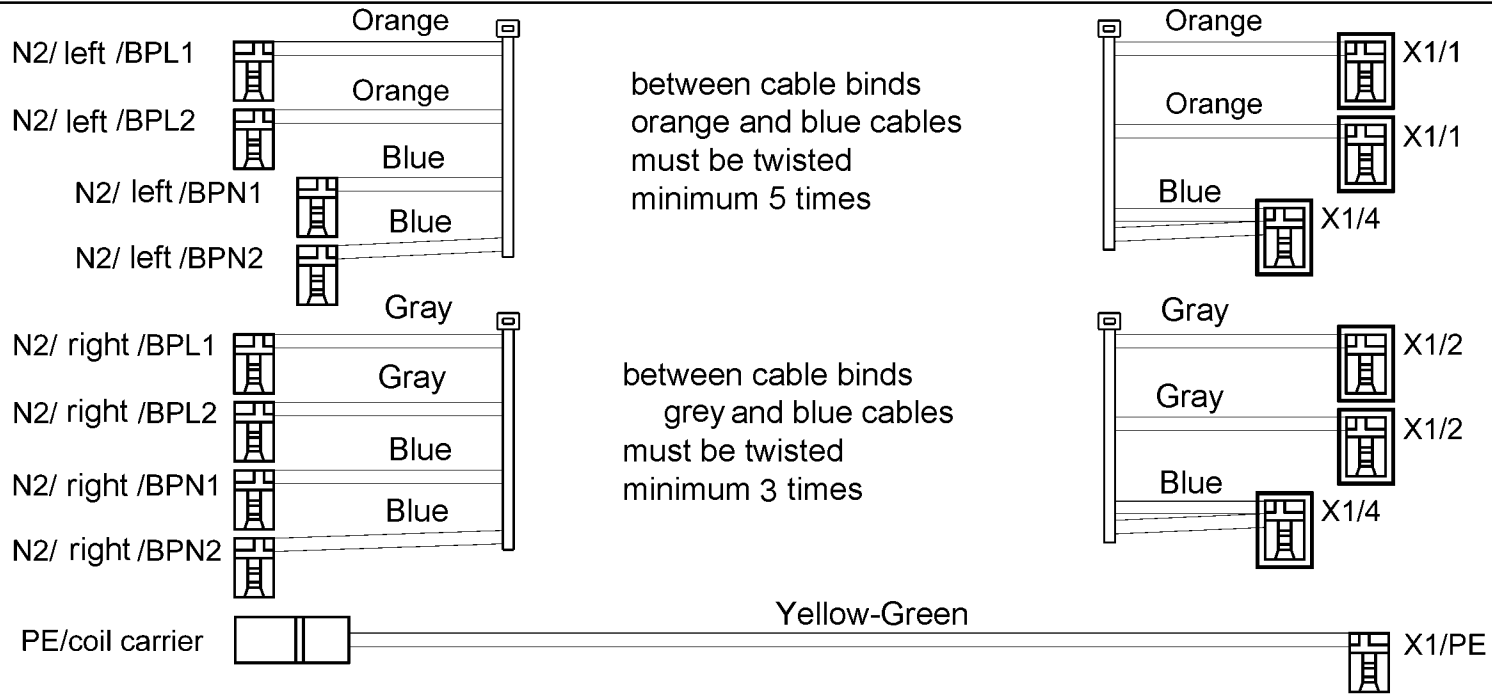 Orange
Orange
N2/ left /BPL1
X1/1
between cable binds
Orange
Orange
N2/ left /BPL2
orange and blue cables
X1/1
Blue
must be twisted
N2/ left /BPN1
minimum 5 times
Blue
Blue
X1/4
N2/ left /BPN2
Gray
Gray
N2/ right /BPL1
X1/2
between cable binds
Gray
Gray
N2/ right /BPL2
grey and blue cables
X1/2
Blue
must be twisted
N2/ right /BPN1
minimum 3 times
Blue
Blue
X1/4
N2/ right /BPN2
Yellow-Green
PE/coil carrier
X1/PE